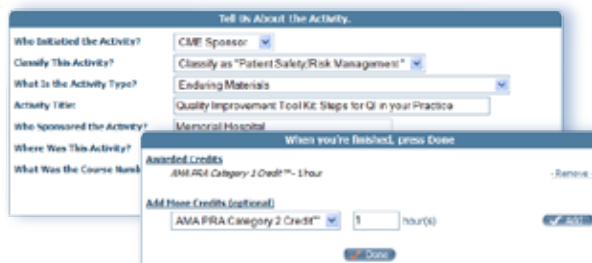 Tell Us About the Activity.
Who Initiatied the Activity? CME Sponsor
Classify This Activity? Classify as "Patient Safety/Risk Management"
What Is the Activity Type? Enduring Materials
Activity Title: Quality Improvement Tool Kit: Steps for QI in your Practice
Who Sponsored the Activity? Memorial Hospital
Where Was This Activity?
What Was the Course Numb
When you're finished, press Done
Awarded Credits
AMA PRA Category 1 Credit™ - 1 hour - Remove -
Add More Credits (optional)
AMA PRA Category 2 Credit™ 1 hour(s) Add
Done